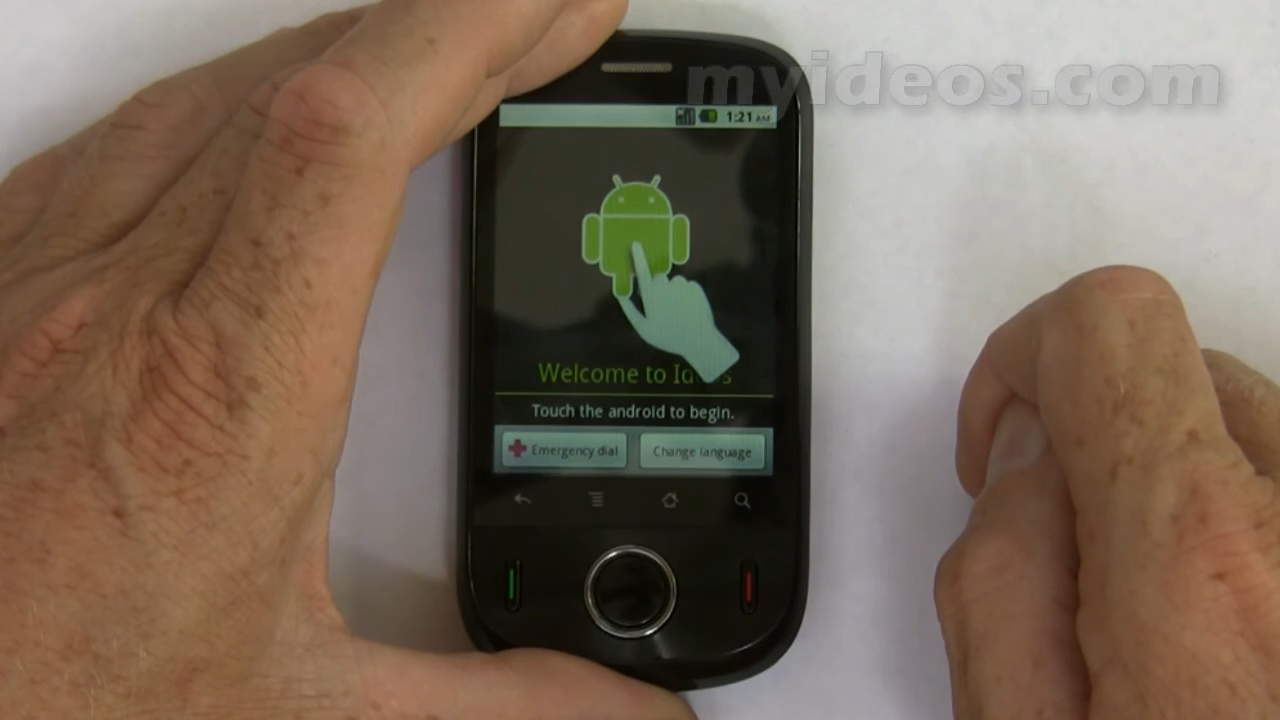 mvideos.com
1:21 AM
Welcome to
Touch the android to begin.
Emergency dial
Change language